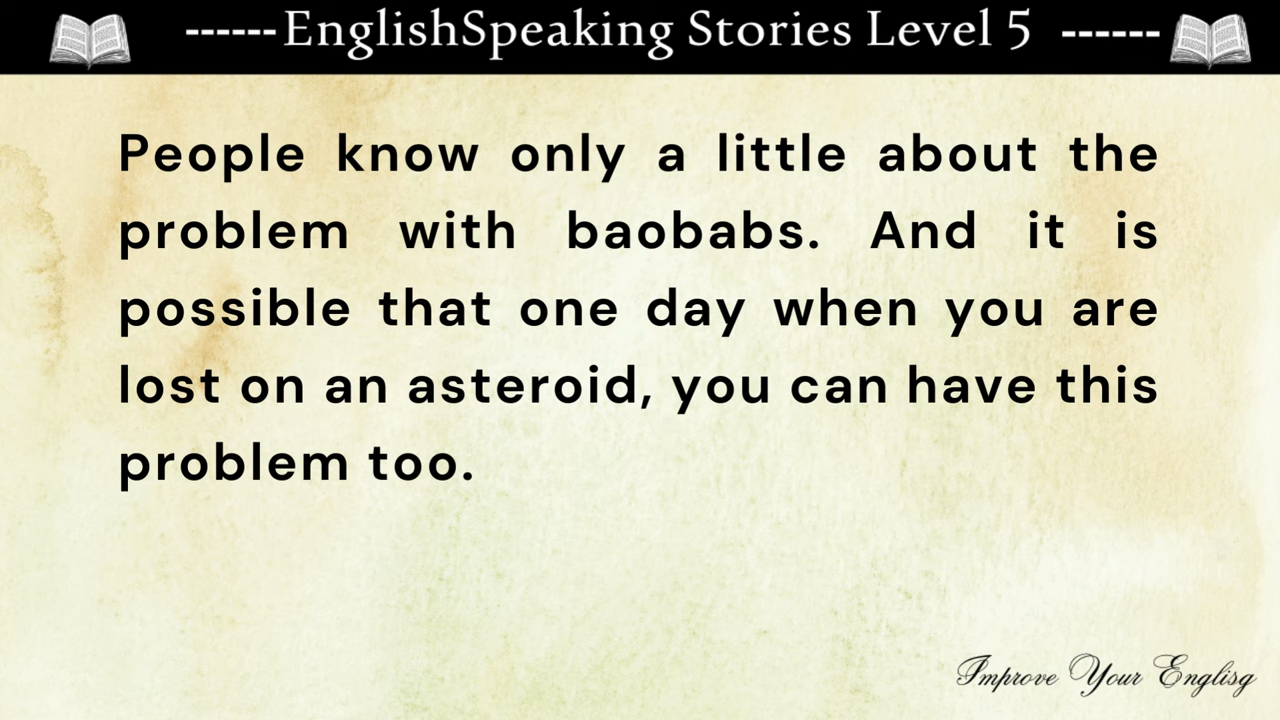 ------EnglishSpeaking Stories Level 5 ------
People know only a little about the
problem with baobabs. And it is
possible that one day when you are
lost on an asteroid, you can have this
problem too.
Improve Your Englisg